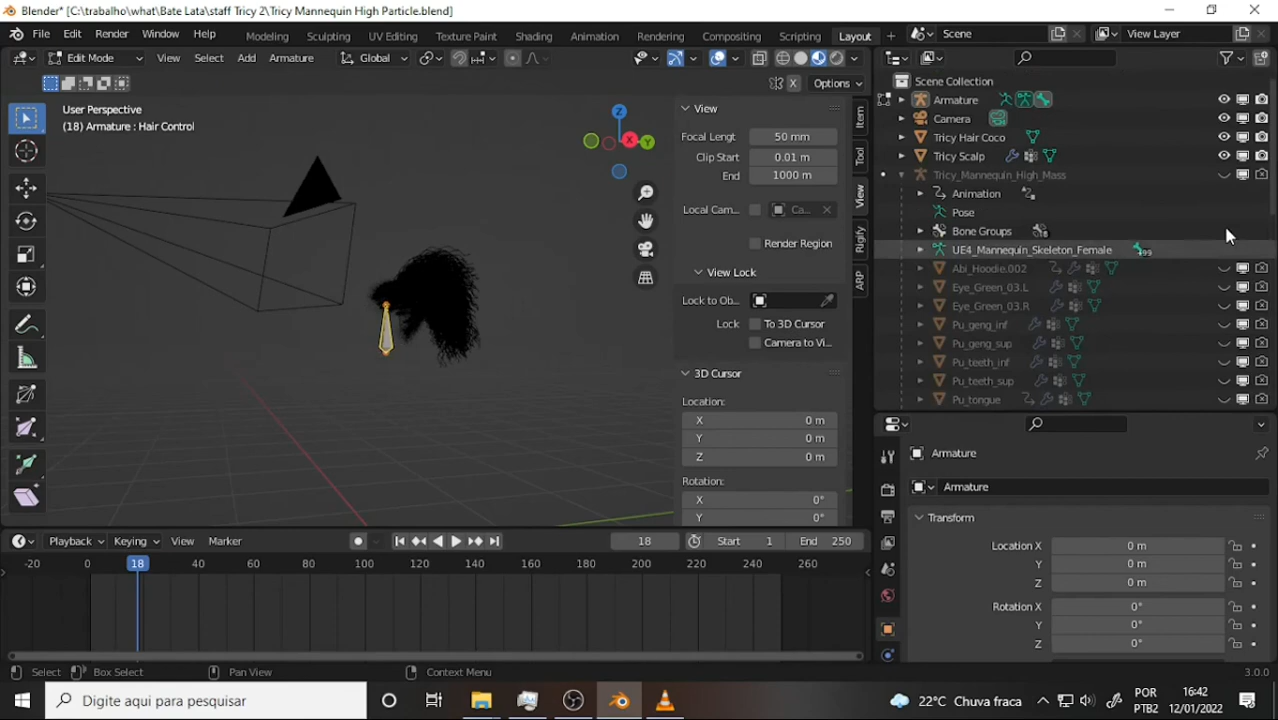 Blender* [C:\trabalho\what\Bate Lata\staff Tricy 2\Tricy Mannequin High Particle.blend]
File Edit Render Window Help Modeling Sculpting UV Editing Texture Paint Shading Animation Rendering Compositing Scripting Layout + Scene View Layer
Edit Mode View Select Add Armature Global
X Options
User Perspective
(18) Armature : Hair Control
Z
X
Y
View
Focal Lengt 50 mm
Clip Start 0.01 m
End 1000 m
Local Cam... Ca...
Render Region
View Lock
Lock to Ob...
Lock: To 3D Cursor
Camera to Vi...
3D Cursor
Location:
X 0 m
Y 0 m
Z 0 m
Rotation:
X 0°
Y 0°
Item
Tool
View
Rigify
ARP
Scene Collection
Armature
Camera
Tricy Hair Coco
Tricy Scalp
Tricy_Mannequin_High_Mass
Animation
Pose
Bone Groups
UE4_Mannequin_Skeleton_Female 99
Abi_Hoodie.002
Eye_Green_03.L
Eye_Green_03.R
Pu_geng_inf
Pu_geng_sup
Pu_teeth_inf
Pu_teeth_sup
Pu_tongue
Armature
Armature
Transform
Location X 0 m
Y 0 m
Z 0 m
Rotation X 0°
Y 0°
Z 0°
Playback Keying View Marker 18 Start 1 End 250
-20 0 18 40 60 80 100 120 140 160 180 200 220 240 260
Select Box Select Pan View Context Menu 3.0.0
Digite aqui para pesquisar
22°C Chuva fraca
POR
PTB2
16:42
12/01/2022